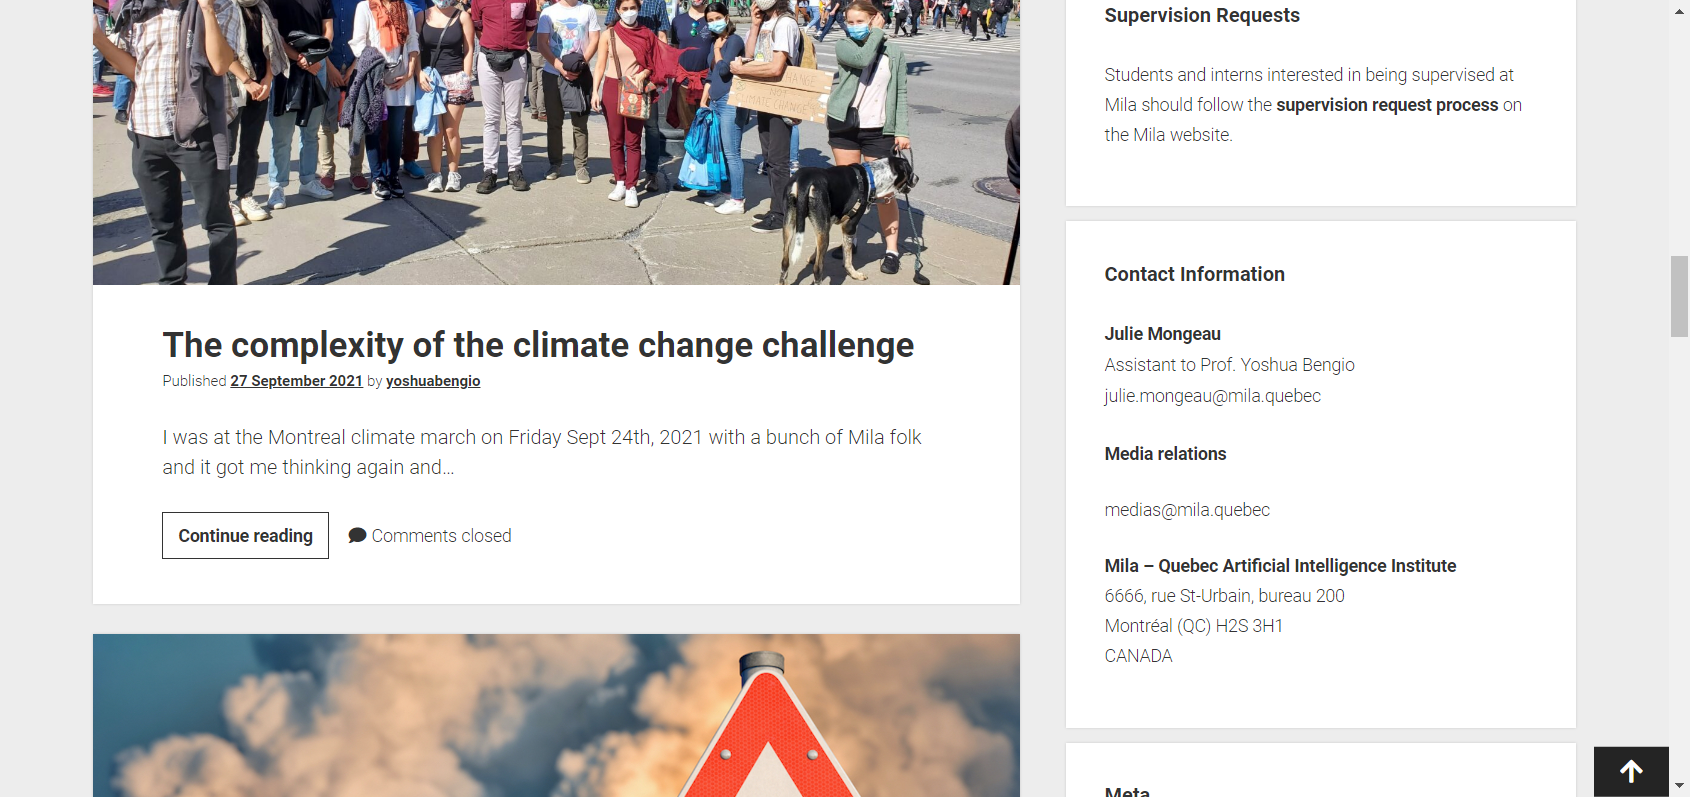 CHANGE
NOT
CLIMATE CHANGE
The complexity of the climate change challenge
Published 27 September 2021 by yoshuabengio
I was at the Montreal climate march on Friday Sept 24th, 2021 with a bunch of Mila folk
and it got me thinking again and...
Continue reading
Comments closed
Supervision Requests
Students and interns interested in being supervised at
Mila should follow the supervision request process on
the Mila website.
Contact Information
Julie Mongeau
Assistant to Prof. Yoshua Bengio
julie.mongeau@mila.quebec
Media relations
medias@mila.quebec
Mila – Quebec Artificial Intelligence Institute
6666, rue St-Urbain, bureau 200
Montréal (QC) H2S 3H1
CANADA
Meta